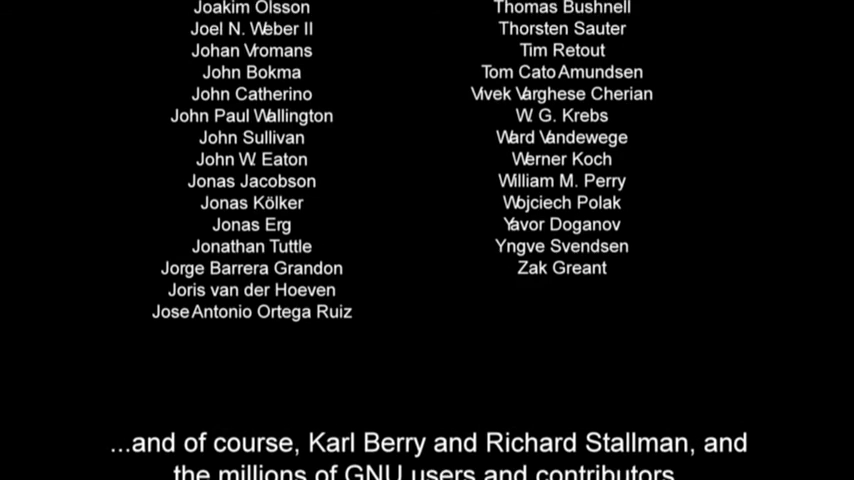 Joakim Olsson
Joel N. Weber II
Johan Vromans
John Bokma
John Catherino
John Paul Wallington
John Sullivan
John W. Eaton
Jonas Jacobson
Jonas Kölker
Jonas Erg
Jonathan Tuttle
Jorge Barrera Grandon
Joris van der Hoeven
Jose Antonio Ortega Ruiz
Thomas Bushnell
Thorsten Sauter
Tim Retout
Tom Cato Amundsen
Vivek Varghese Cherian
W. G. Krebs
Ward Vandewege
Werner Koch
William M. Perry
Wojciech Polak
Yavor Doganov
Yngve Svendsen
Zak Greant
...and of course, Karl Berry and Richard Stallman, and
the millions of GNU users and contributors